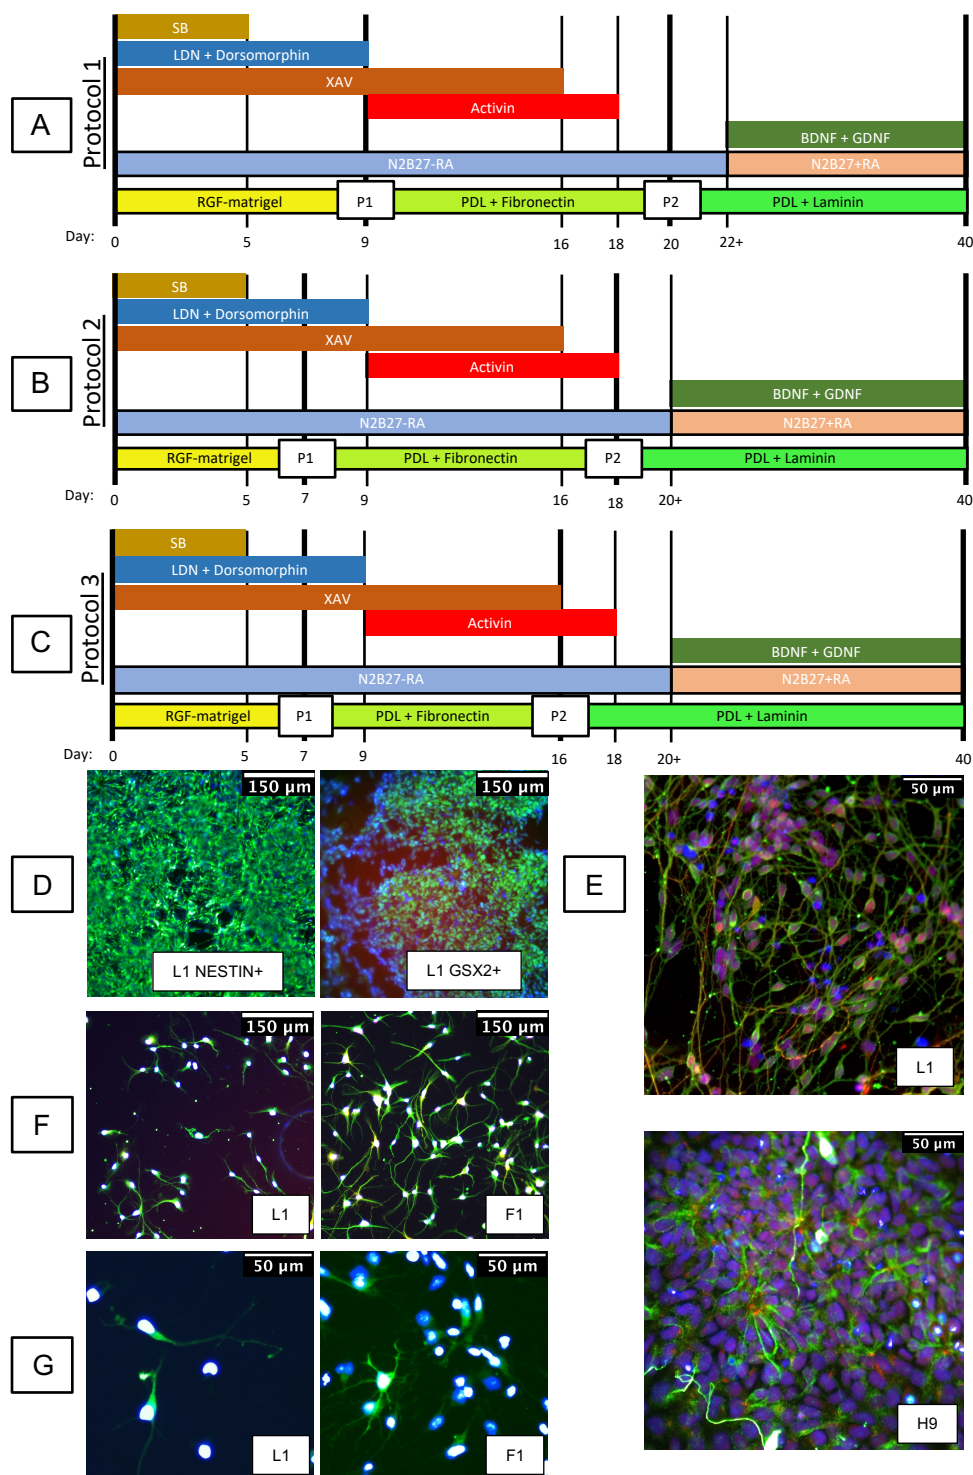 A
Protocol 1
SB
LDN + Dorsomorphin
XAV
Activin
BDNF + GDNF
N2B27-RA
N2B27+RA
RGF-matrigel
P1
PDL + Fibronectin
P2
PDL + Laminin
Day: 0 5 9 16 18 20 22+ 40
B
Protocol 2
SB
LDN + Dorsomorphin
XAV
Activin
BDNF + GDNF
N2B27-RA
N2B27+RA
RGF-matrigel
P1
PDL + Fibronectin
P2
PDL + Laminin
Day: 0 5 7 9 16 18 20+ 40
C
Protocol 3
SB
LDN + Dorsomorphin
XAV
Activin
BDNF + GDNF
N2B27-RA
N2B27+RA
RGF-matrigel
P1
PDL + Fibronectin
P2
PDL + Laminin
Day: 0 5 7 9 16 18 20+ 40
D
150 µm
L1 NESTIN+
150 µm
L1 GSX2+
E
50 µm
L1
50 µm
H9
F
150 µm
L1
150 µm
F1
G
50 µm
L1
50 µm
F1